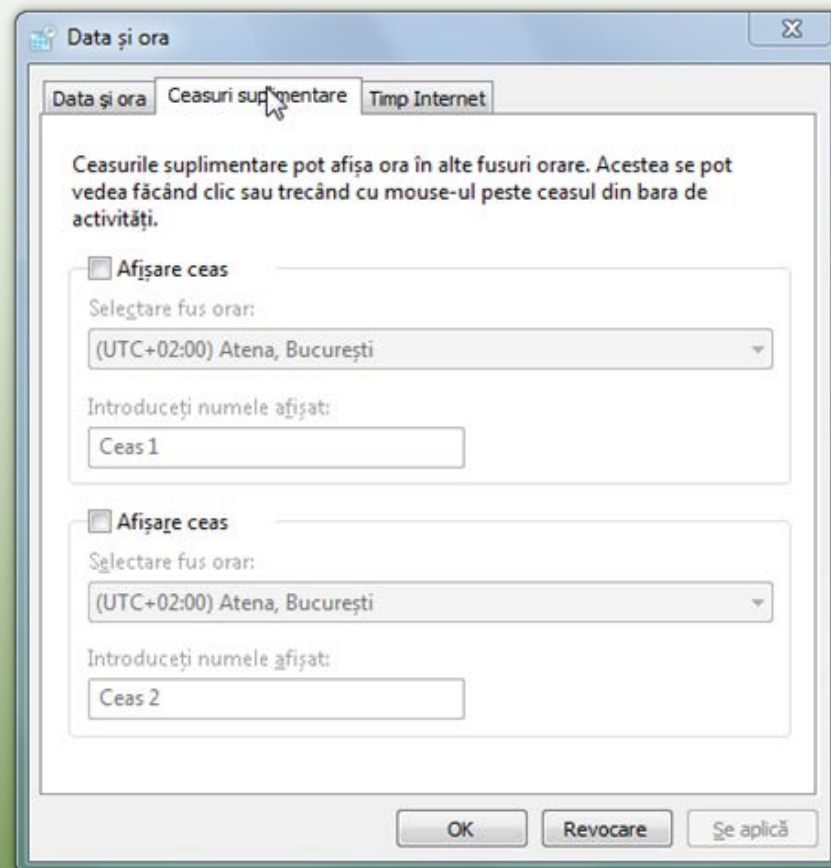 Data și ora
Data și ora
Ceasuri suplimentare
Timp Internet
Ceasurile suplimentare pot afișa ora în alte fusuri orare. Acestea se pot
vedea făcând clic sau trecând cu mouse-ul peste ceasul din bara de
activități.
Afișare ceas
Selectare fus orar:
(UTC+02:00) Atena, București
Introduceți numele afișat:
Ceas 1
Afișare ceas
Selectare fus orar:
(UTC+02:00) Atena, București
Introduceți numele afișat:
Ceas 2
OK
Revocare
Se aplică